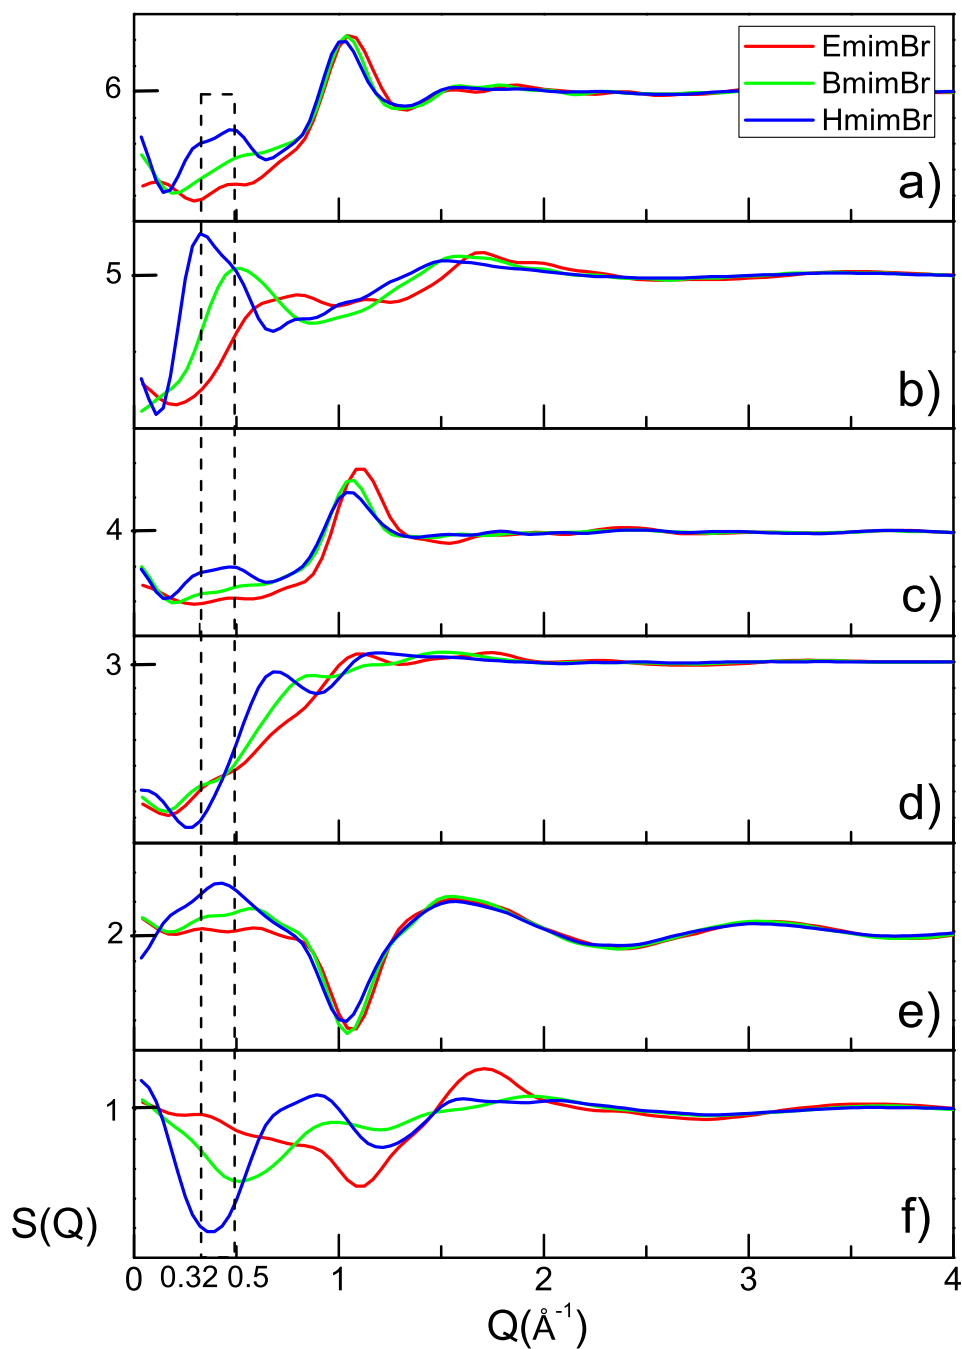 EmimBr
BmimBr
HmimBr
6
a)
5
b)
4
c)
3
d)
2
e)
1
f)
S(Q)
0 0.32 0.5 1 2 3 4
Q(Å⁻¹)